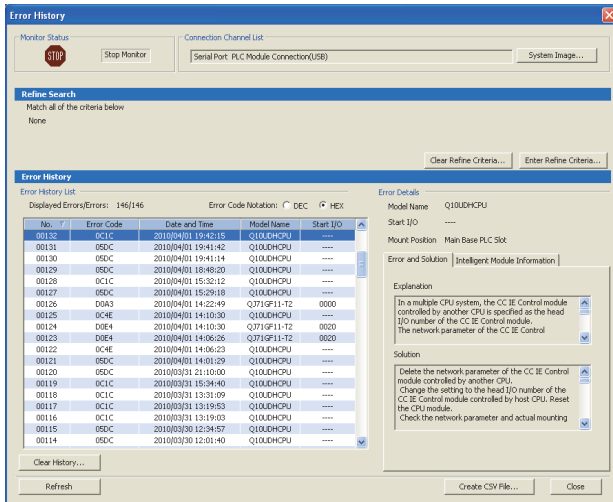 Error History
Monitor Status
STOP
Stop Monitor
Connection Channel List
Serial Port PLC Module Connection(USB)
System Image...
Refine Search
Match all of the criteria below
None
Clear Refine Criteria...
Enter Refine Criteria...
Error History
Error History List
Displayed Errors/Errors: 146/146
Error Code Notation: DEC HEX
No. Error Code Date and Time Model Name Start I/O
00132 0C1C 2010/04/01 19:42:15 Q10UDHCPU ----
00131 05DC 2010/04/01 19:41:42 Q10UDHCPU ----
00130 05DC 2010/04/01 19:41:14 Q10UDHCPU ----
00129 05DC 2010/04/01 18:48:20 Q10UDHCPU ----
00128 0C1C 2010/04/01 15:32:12 Q10UDHCPU ----
00127 05DC 2010/04/01 15:29:18 Q10UDHCPU ----
00126 D0A3 2010/04/01 14:22:49 QJ71GF11-T2 0000
00125 0C4E 2010/04/01 14:10:30 Q10UDHCPU ----
00124 D0E4 2010/04/01 14:10:30 QJ71GF11-T2 0020
00123 D0E4 2010/04/01 14:06:26 QJ71GF11-T2 0020
00122 0C4E 2010/04/01 14:06:23 Q10UDHCPU ----
00121 05DC 2010/04/01 14:01:29 Q10UDHCPU ----
00120 05DC 2010/03/31 21:10:00 Q10UDHCPU ----
00119 0C1C 2010/03/31 15:34:40 Q10UDHCPU ----
00118 0C1C 2010/03/31 13:31:09 Q10UDHCPU ----
00117 0C1C 2010/03/31 13:19:53 Q10UDHCPU ----
00116 0C1C 2010/03/31 13:19:03 Q10UDHCPU ----
00115 05DC 2010/03/30 12:34:57 Q10UDHCPU ----
00114 05DC 2010/03/30 12:01:40 Q10UDHCPU ----
Clear History...
Error Details
Model Name Q10UDHCPU
Start I/O ----
Mount Position Main Base PLC Slot
Error and Solution
Intelligent Module Information
Explanation
In a multiple CPU system, the CC IE Control module
controlled by another CPU is specified as the head
I/O number of the CC IE Control module.
The network parameter of the CC IE Control
Solution
Delete the network parameter of the CC IE Control
module controlled by another CPU.
Change the setting to the head I/O number of the
CC IE Control module controlled by host CPU. Reset
the CPU module.
Check the network parameter and actual mounting
Refresh
Create CSV File...
Close